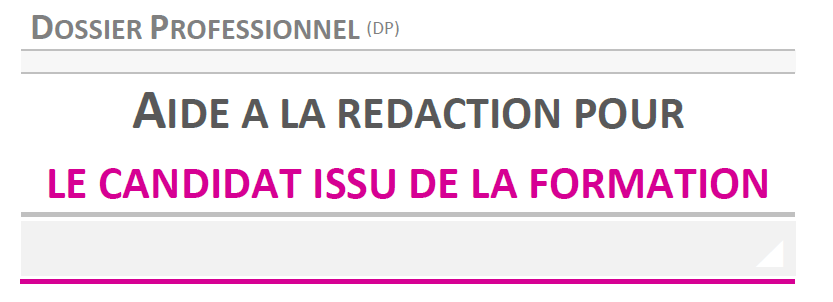 DOSSIER PROFESSIONNEL (DP)
AIDE A LA REDACTION POUR
LE CANDIDAT ISSU DE LA FORMATION